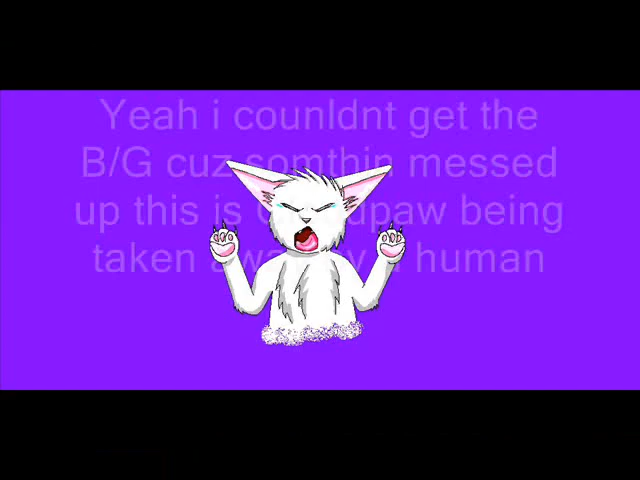 Yeah i counldnt get the
B/G cuz somthin messed
up this is being
taken a human